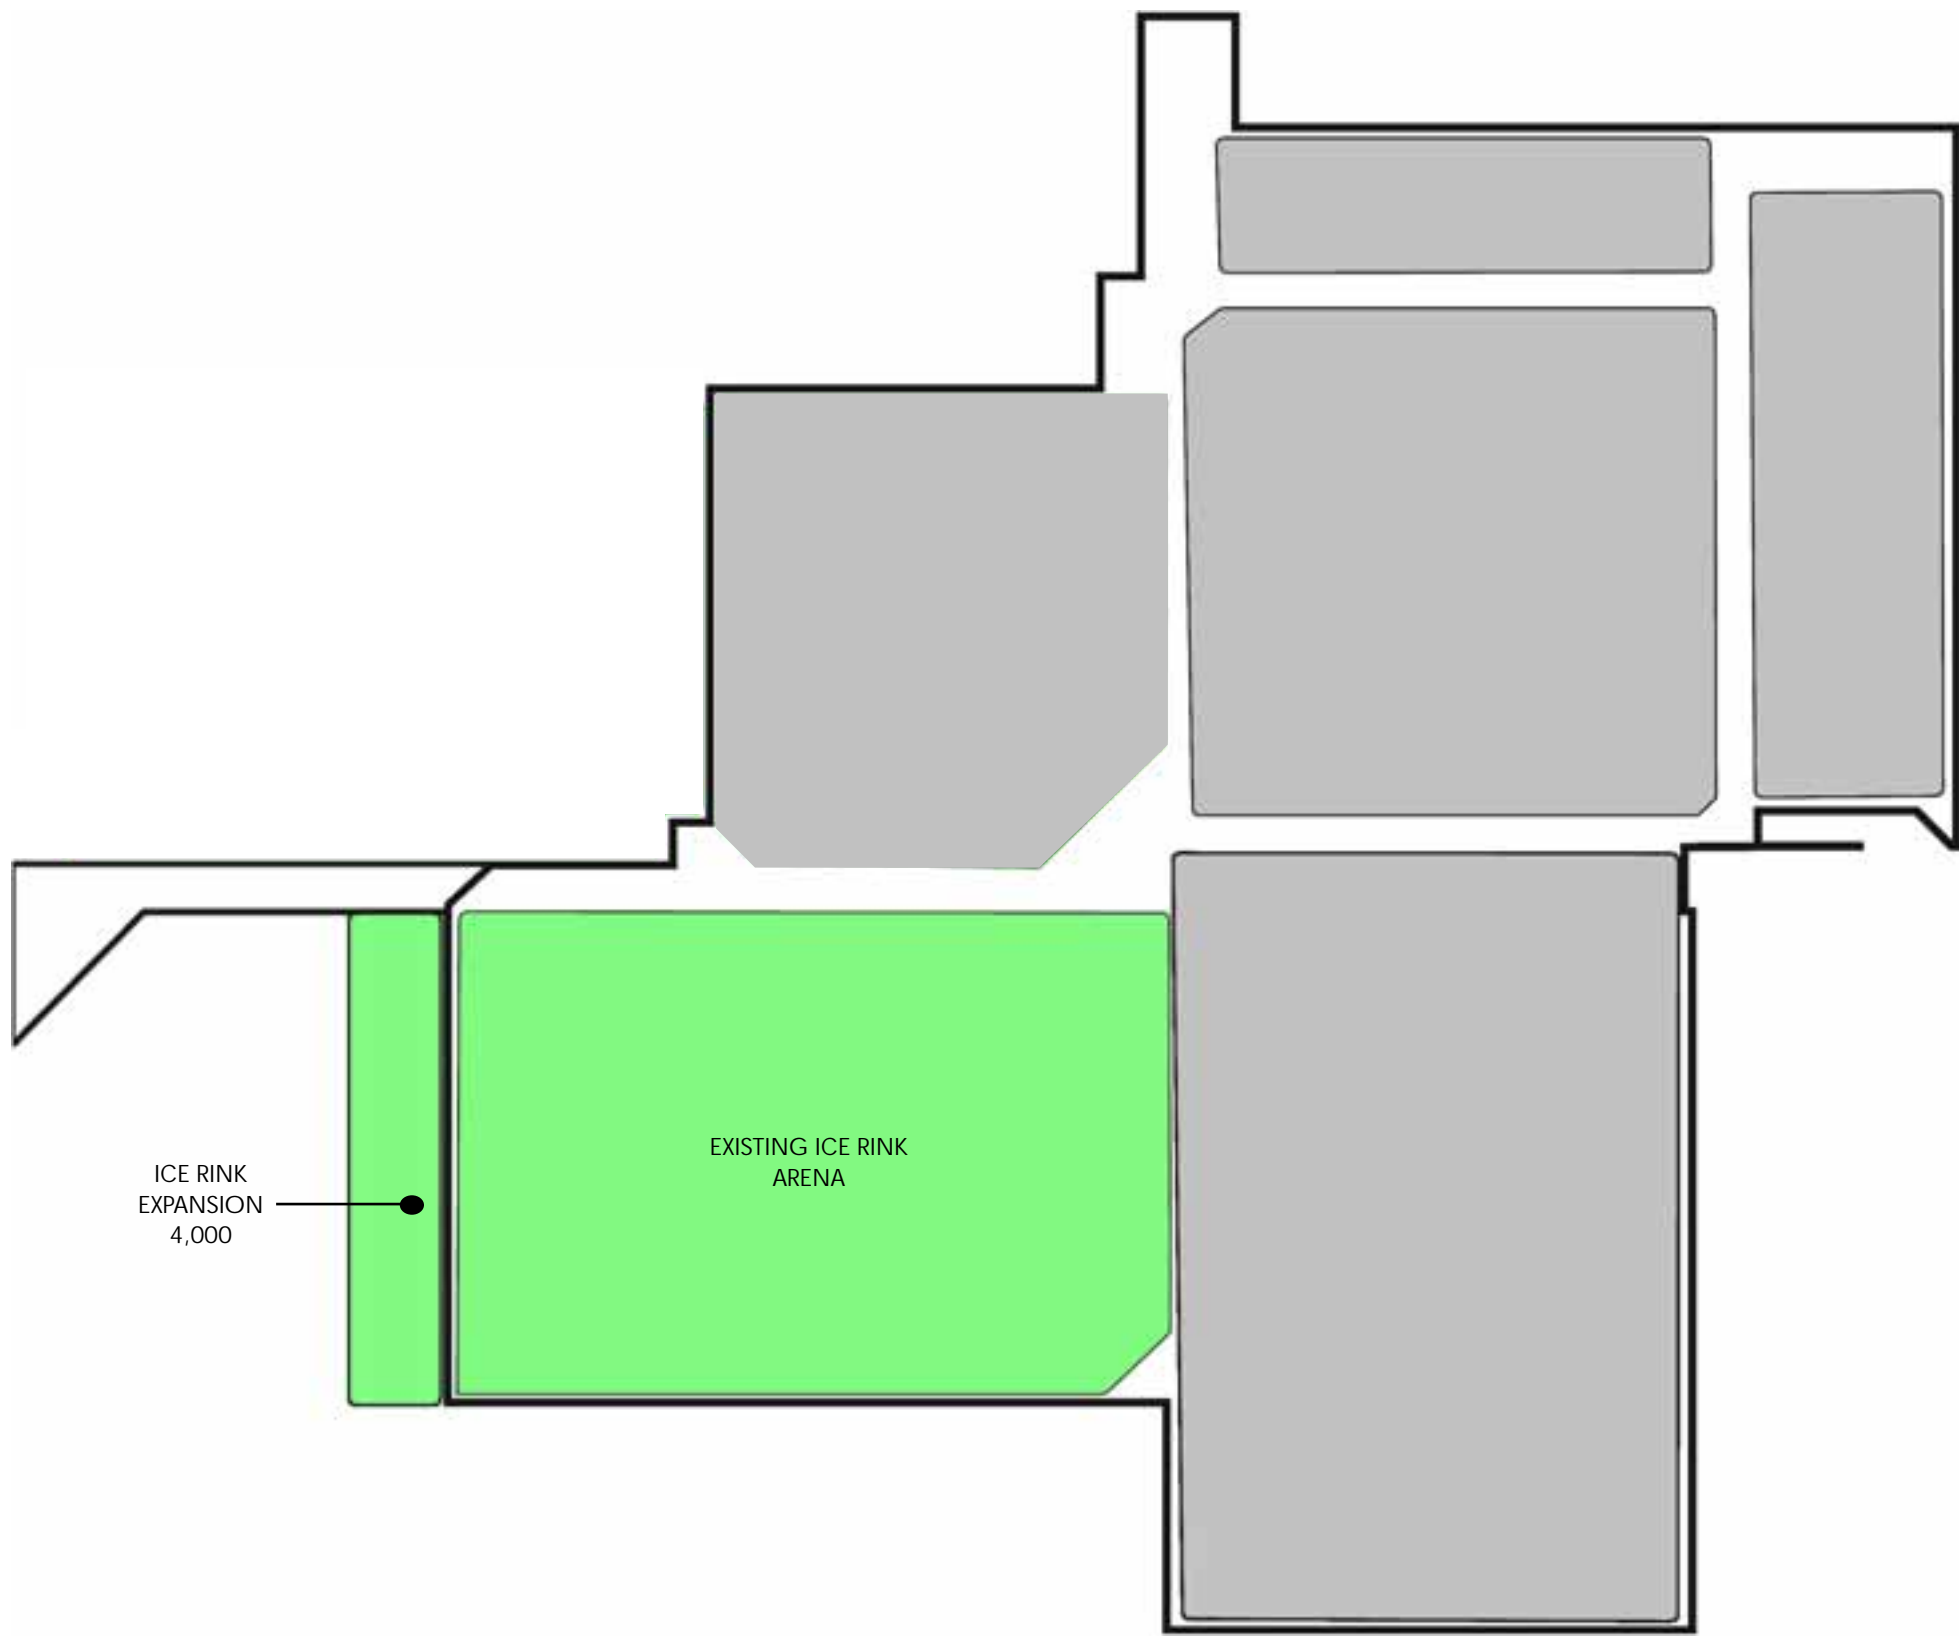 EXISTING ICE RINK
ARENA
ICE RINK
EXPANSION
4,000